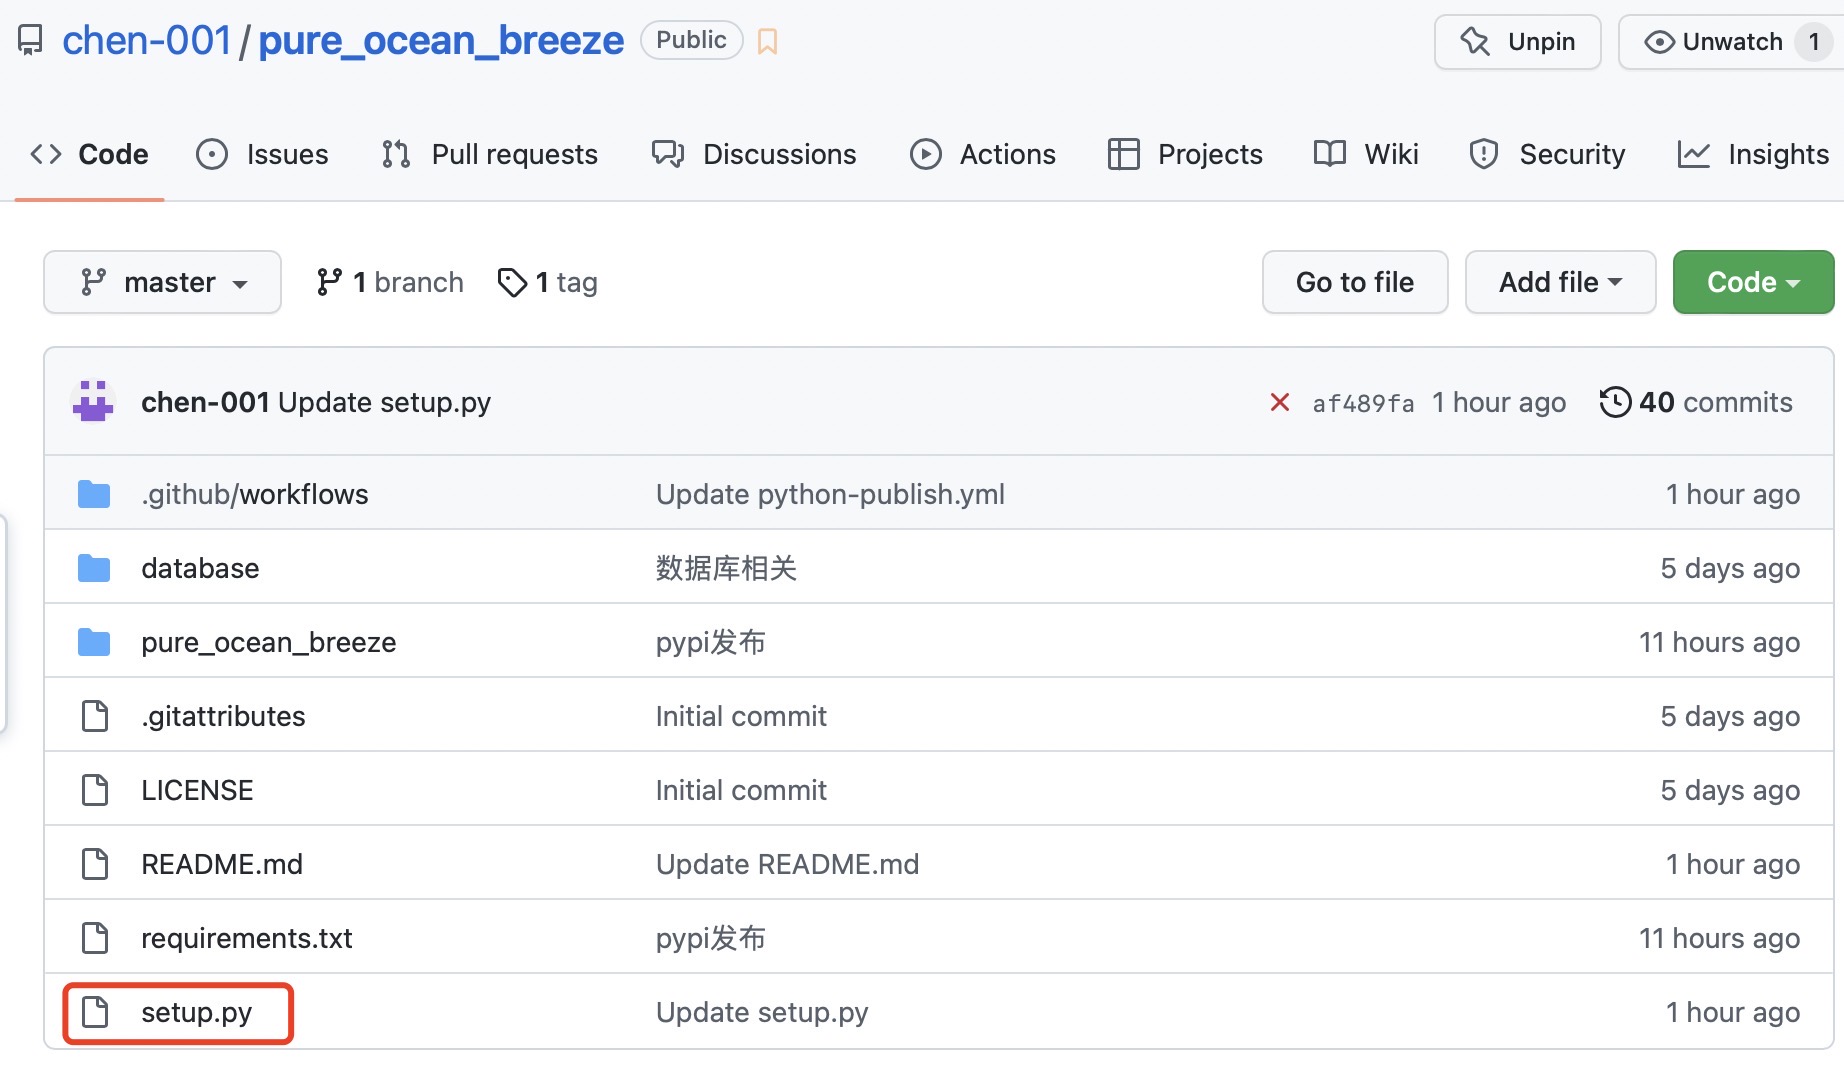 chen-001/pure_ocean_breeze Public Unpin Unwatch 1
Code Issues Pull requests Discussions Actions Projects Wiki Security Insights
master 1 branch 1 tag Go to file Add file Code
chen-001 Update setup.py af489fa 1 hour ago 40 commits
.github/workflows Update python-publish.yml 1 hour ago
database 数据库相关 5 days ago
pure_ocean_breeze pypi发布 11 hours ago
.gitattributes Initial commit 5 days ago
LICENSE Initial commit 5 days ago
README.md Update README.md 1 hour ago
requirements.txt pypi发布 11 hours ago
setup.py Update setup.py 1 hour ago